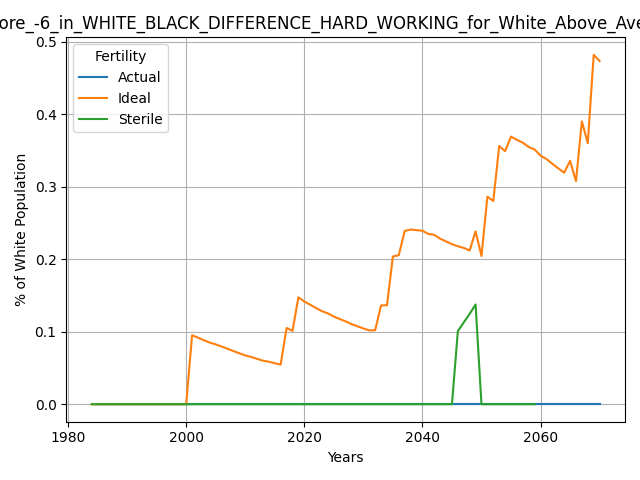 ore_-6_in_WHITE_BLACK_DIFFERENCE_HARD_WORKING_for_White_Above_Ave
Fertility
Actual
Ideal
Sterile
% of White Population
0.5
0.4
0.3
0.2
0.1
0.0
1980 2000 2020 2040 2060
Years